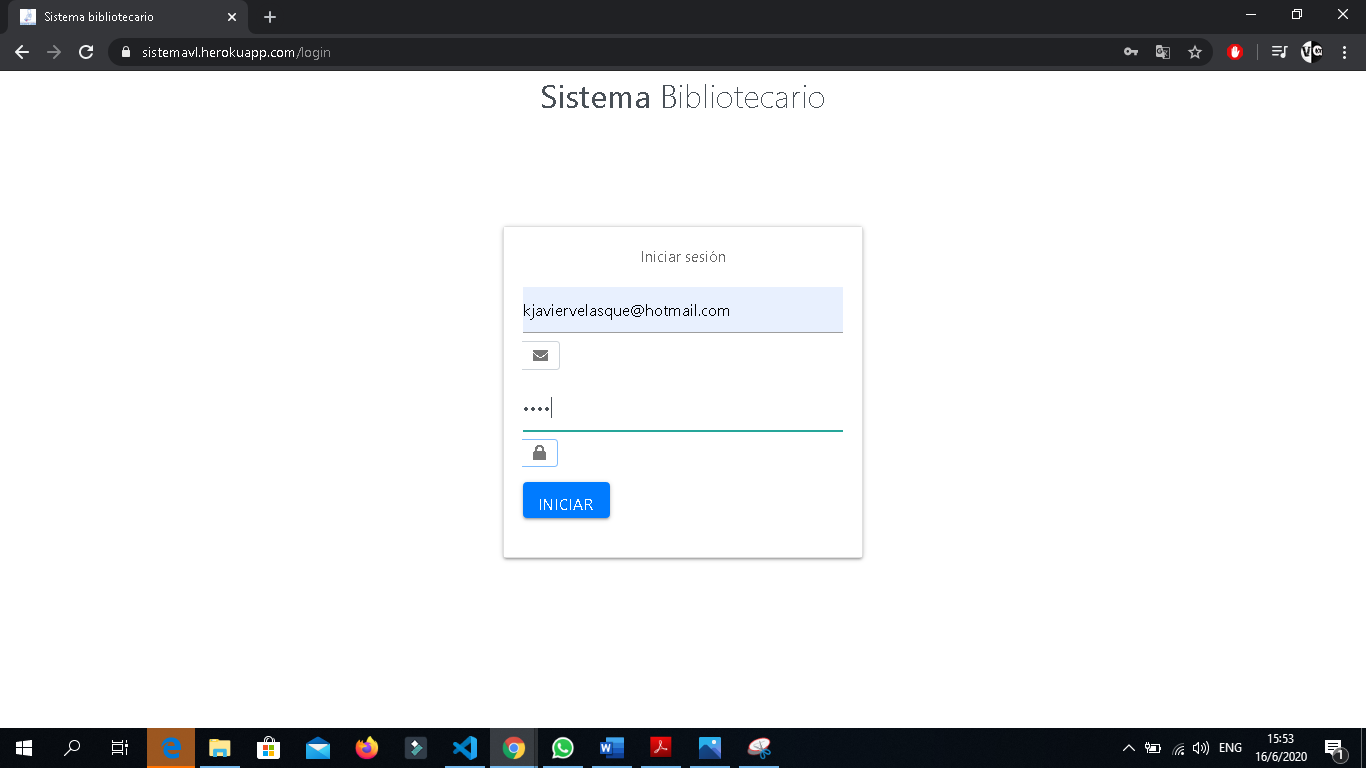 Sistema bibliotecario
sistemavl.herokuapp.com/login
Sistema Bibliotecario
Iniciar sesión
kjaviervelasque@hotmail.com
••••
INICIAR
ENG
15:53
16/6/2020
1